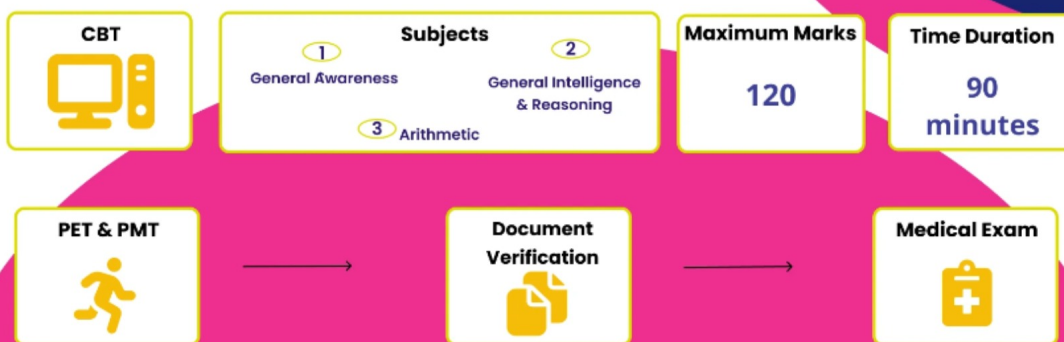 CBT
Subjects
Maximum Marks
Time Duration
1
General Awareness
2
General Intelligence
& Reasoning
3 Arithmetic
120
90
minutes
PET & PMT
Document
Verification
Medical Exam